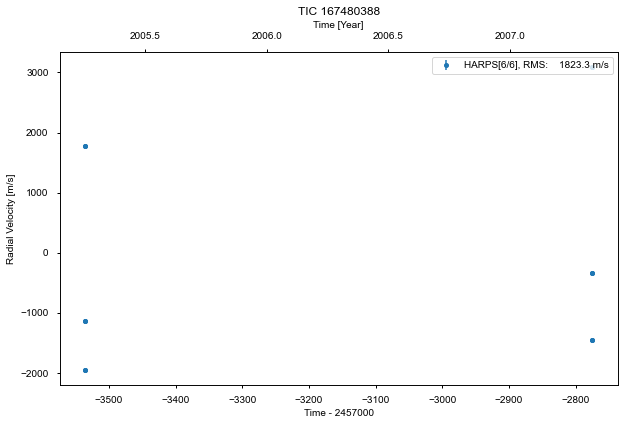 TIC 167480388
Time [Year]
2005.5 2006.0 2006.5 2007.0
HARPS[6/6], RMS: 1823.3 m/s
3000
2000
1000
0
−1000
−2000
Radial Velocity [m/s]
−3500 −3400 −3300 −3200 −3100 −3000 −2900 −2800
Time - 2457000